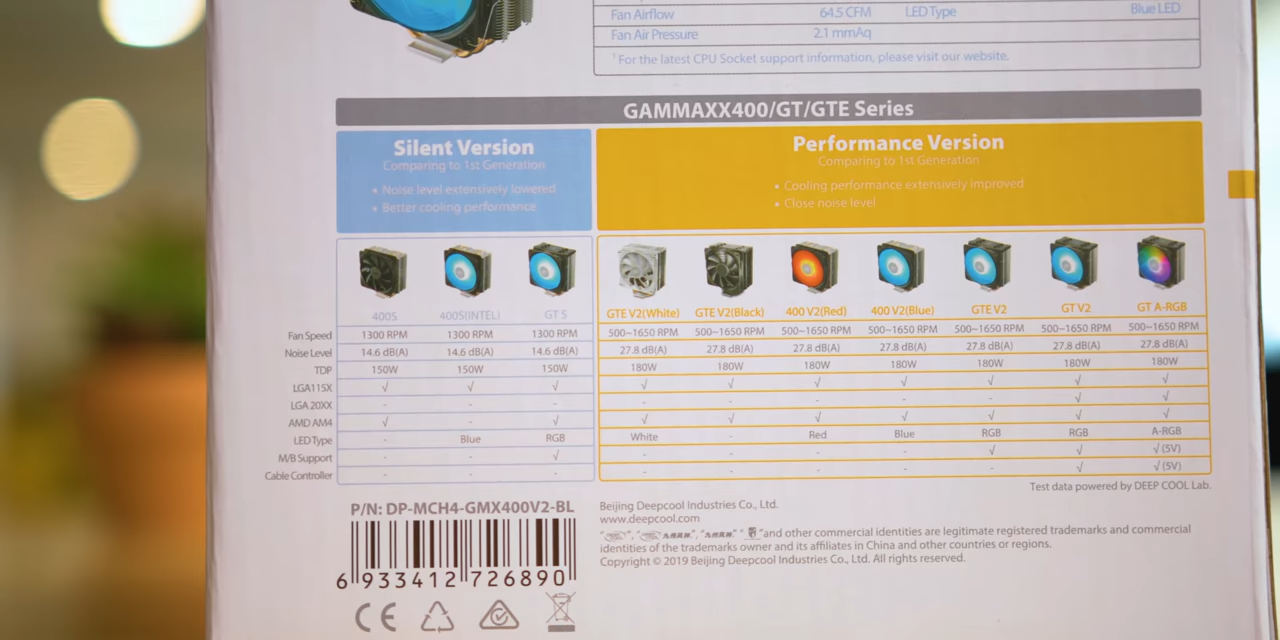 Fan Airflow 64.5 CFM LED Type Blue LED
Fan Air Pressure 2.1 mmAq
¹ For the latest CPU Socket support information, please visit our website.
GAMMAXX400/GT/GTE Series
Silent Version
Comparing to 1st Generation
• Noise level extensively lowered
• Better cooling performance
Performance Version
Comparing to 1st Generation
• Cooling performance extensively improved
• Close noise level
400S 400S(INTEL) GT S GTE V2(White) GTE V2(Black) 400 V2(Red) 400 V2(Blue) GTE V2 GT V2 GT A-RGB
Fan Speed 1300 RPM 1300 RPM 1300 RPM 500~1650 RPM 500~1650 RPM 500~1650 RPM 500~1650 RPM 500~1650 RPM 500~1650 RPM 500~1650 RPM
Noise Level 14.6 dB(A) 14.6 dB(A) 14.6 dB(A) 27.8 dB(A) 27.8 dB(A) 27.8 dB(A) 27.8 dB(A) 27.8 dB(A) 27.8 dB(A) 27.8 dB(A)
TDP 150W 150W 150W 180W 180W 180W 180W 180W 180W 180W
LGA115X √ √ √ √ √ √ √ √ √ √
LGA 20XX - - - - - - - - √ √
AMD AM4 √ - √ √ √ √ √ √ √ √
LED Type - Blue RGB White - Red Blue RGB RGB A-RGB
M/B Support - - √ - - - - √ √ √ (5V)
Cable Controller - - - - - - - - √ √ (5V)
Test data powered by DEEP COOL Lab.
P/N: DP-MCH4-GMX400V2-BL
6 933412 726890
Beijing Deepcool Industries Co., Ltd.
www.deepcool.com
and other commercial identities are legitimate registered trademarks and commercial
identities of the trademarks owner and its affiliates in China and other countries or regions.
Copyright © 2019 Beijing Deepcool Industries Co., Ltd. All rights reserved.
CE